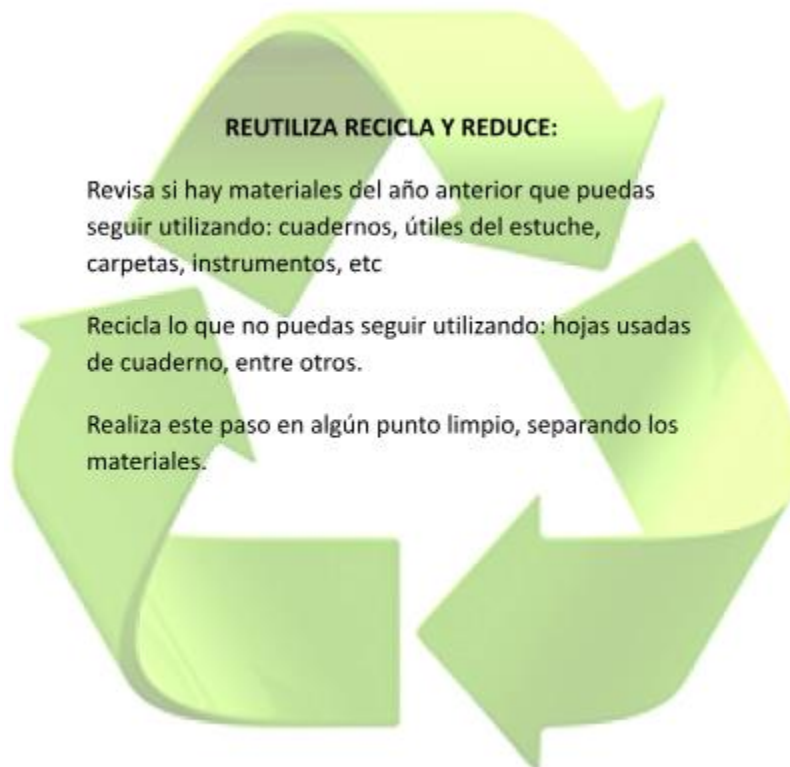 REUTILIZA RECICLA Y REDUCE:
Revisa si hay materiales del año anterior que puedas
seguir utilizando: cuadernos, útiles del estuche,
carpetas, instrumentos, etc
Recicla lo que no puedas seguir utilizando: hojas usadas
de cuaderno, entre otros.
Realiza este paso en algún punto limpio, separando los
materiales.